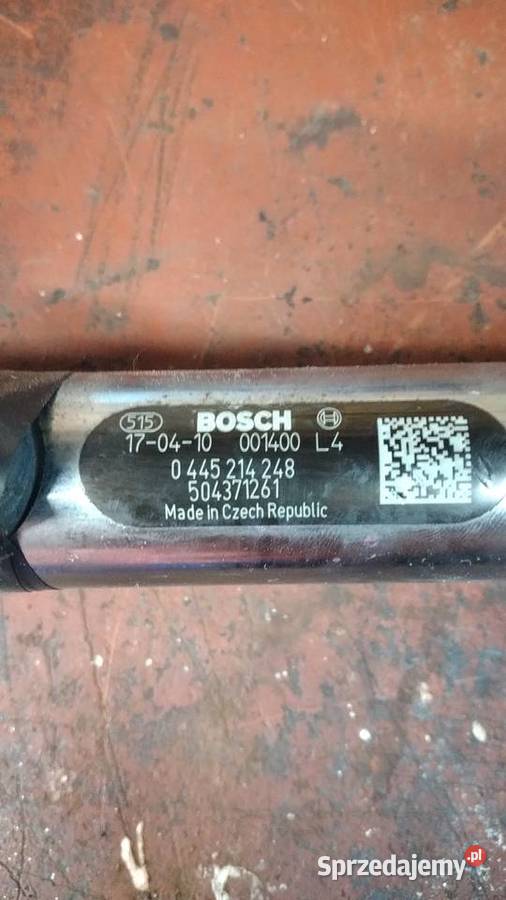 515 BOSCH
17-04-10 001400 L4
0 445 214 248
504371261
Made in Czech Republic
Sprzedajemy.pl